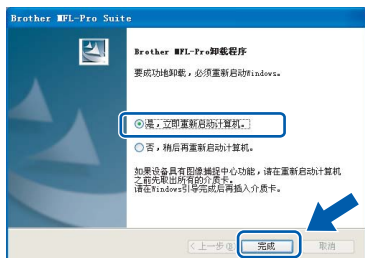 Brother MFL-Pro Suite
Brother MFL-Pro卸载程序
要成功地卸载，必须重新启动Windows。
是，立即重新启动计算机。
否，稍后再重新启动计算机。
如果设备具有图像捕捉中心功能，请在重新启动计算机
之前先取出所有的介质卡。
请在Windows引导完成后再插入介质卡。
<上一步(B) 完成 取消